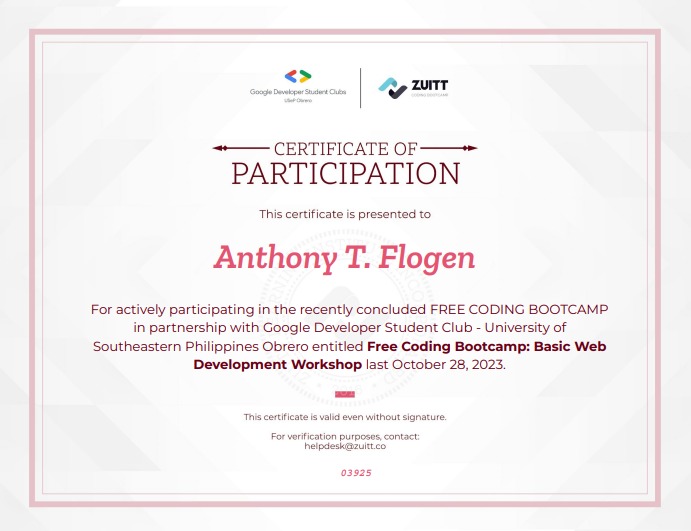 Google Developer Student Clubs
USeP Obrero
ZUITT
CODING BOOTCAMP
CERTIFICATE OF
PARTICIPATION
This certificate is presented to
Anthony T. Flogen
For actively participating in the recently concluded FREE CODING BOOTCAMP
in partnership with Google Developer Student Club - University of
Southeastern Philippines Obrero entitled Free Coding Bootcamp: Basic Web
Development Workshop last October 28, 2023.
This certificate is valid even without signature.
For verification purposes, contact:
helpdesk@zuitt.co
03925